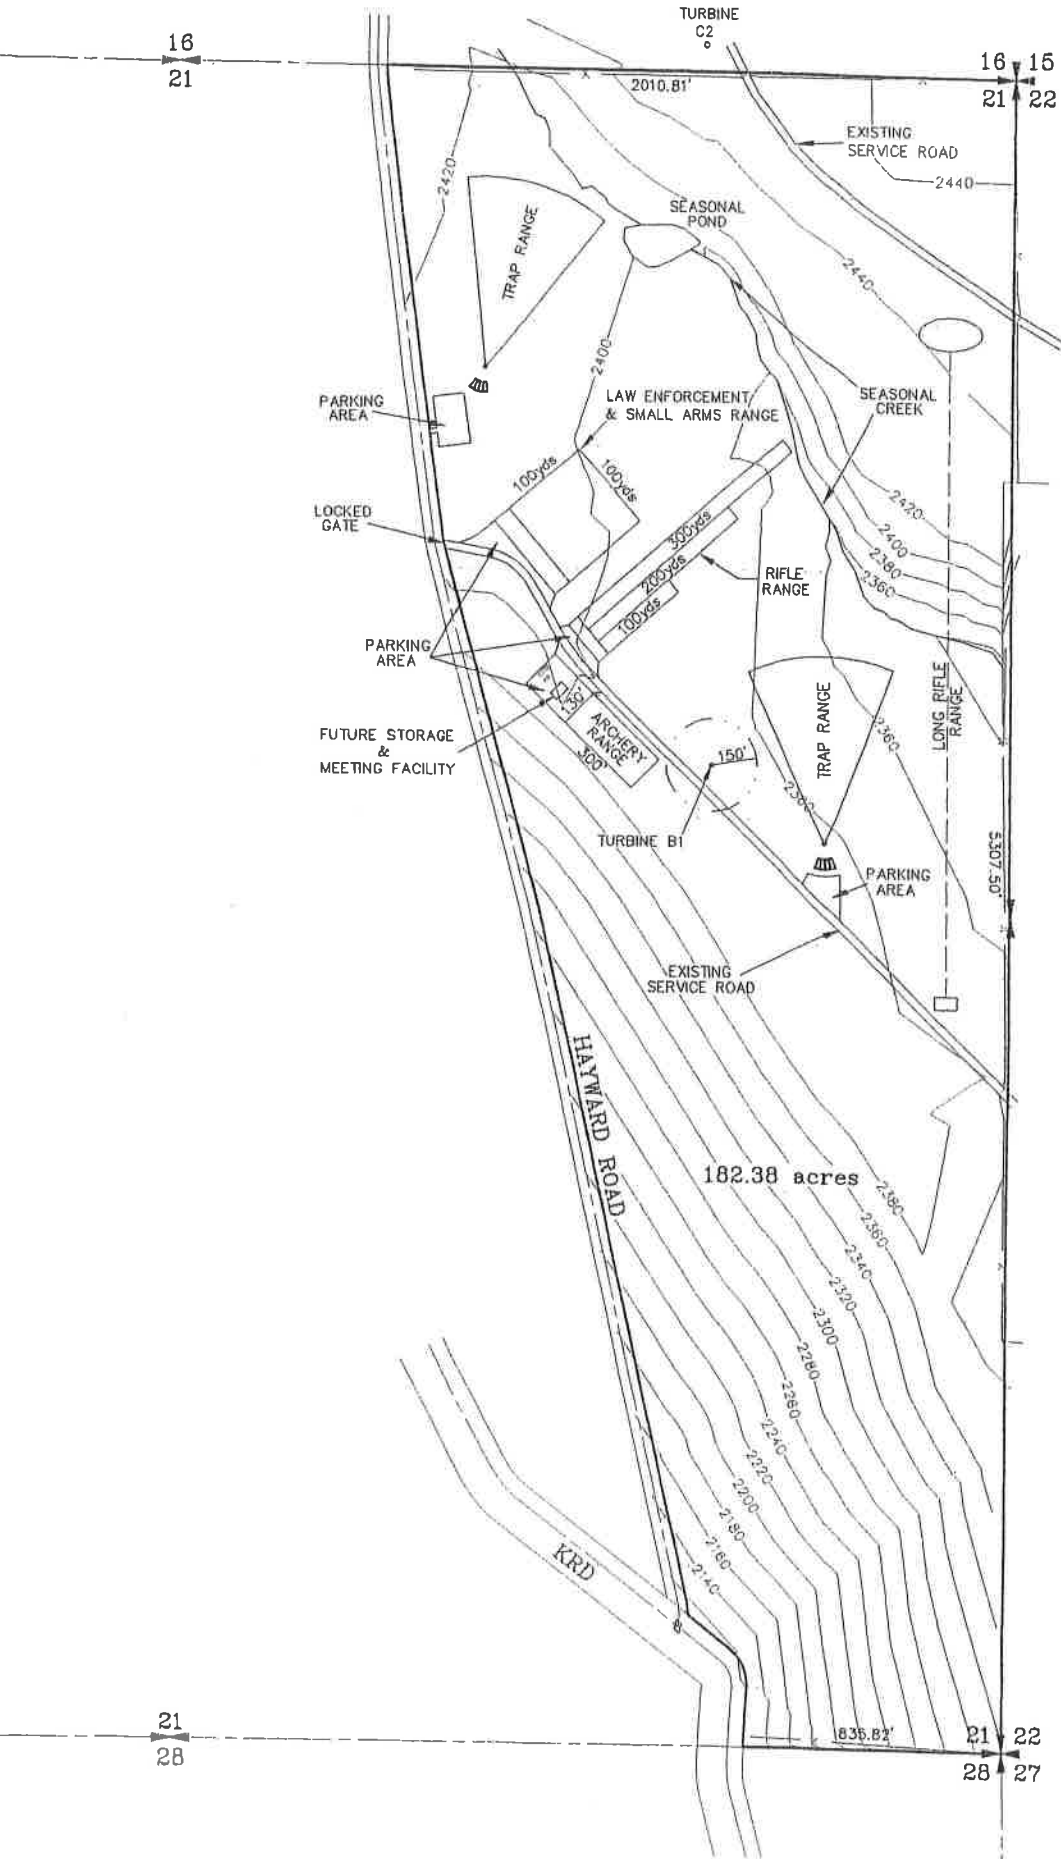 TURBINE
C2
16
21
16 15
21 22
2010.81'
EXISTING
SERVICE ROAD
2440
2420
TRAP RANGE
SEASONAL
POND
2440
2400
PARKING
AREA
LAW ENFORCEMENT
& SMALL ARMS RANGE
SEASONAL
CREEK
100yds
100yds
LOCKED
GATE
2420
2400
2380
2360
300yds
200yds
100yds
RIFLE
RANGE
PARKING
AREA
130'
ARCHERY
RANGE
300'
FUTURE STORAGE
&
MEETING FACILITY
TRAP RANGE
2360
LONG RIFLE
RANGE
150'
2380
TURBINE B1
5307.50'
PARKING
AREA
EXISTING
SERVICE ROAD
HAYWARD ROAD
182.38 acres
2380
2360
2340
2320
2300
2280
2260
2240
2220
2200
2180
2160
2140
KRD
21
28
835.82'
21 22
28 27